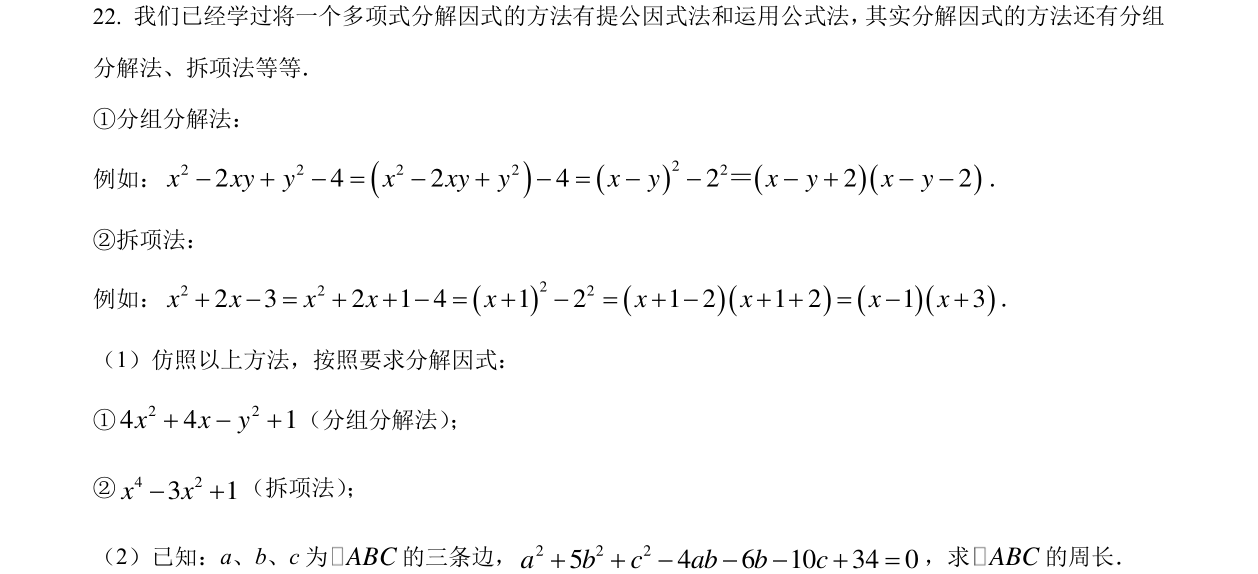 22. 我们已经学过将一个多项式分解因式的方法有提公因式法和运用公式法，其实分解因式的方法还有分组
分解法、拆项法等等．
①分组分解法：
例如：x² − 2xy + y² − 4 = (x² − 2xy + y²) − 4 = (x − y)² − 2² ＝ (x − y + 2)(x − y − 2)．
②拆项法：
例如：x² + 2x − 3 = x² + 2x + 1 − 4 = (x + 1)² − 2² = (x + 1 − 2)(x + 1 + 2) = (x − 1)(x + 3)．
（1）仿照以上方法，按照要求分解因式：
①4x² + 4x − y² + 1（分组分解法）；
②x⁴ − 3x² + 1（拆项法）；
（2）已知：a、b、c 为□ABC 的三条边，a² + 5b² + c² − 4ab − 6b − 10c + 34 = 0，求□ABC 的周长．